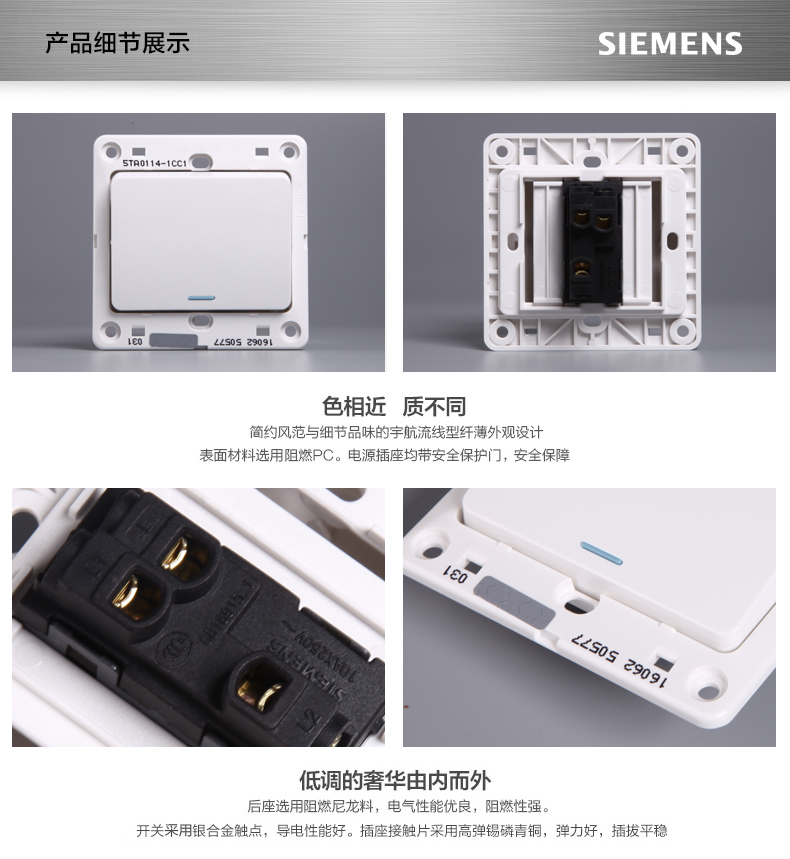 产品细节展示
SIEMENS
5TA0114-1CC1
031
16062 50577
色相近 质不同
简约风范与细节品味的宇航流线型纤薄外观设计
表面材料选用阻燃PC。电源插座均带安全保护门，安全保障
L1
GB16915.1
CCC
10AX250V~
SIEMENS
L2
031
16062 50577
低调的奢华由内而外
后座选用阻燃尼龙料，电气性能优良，阻燃性强。
开关采用银合金触点，导电性能好。插座接触片采用高弹锡磷青铜，弹力好，插拔平稳